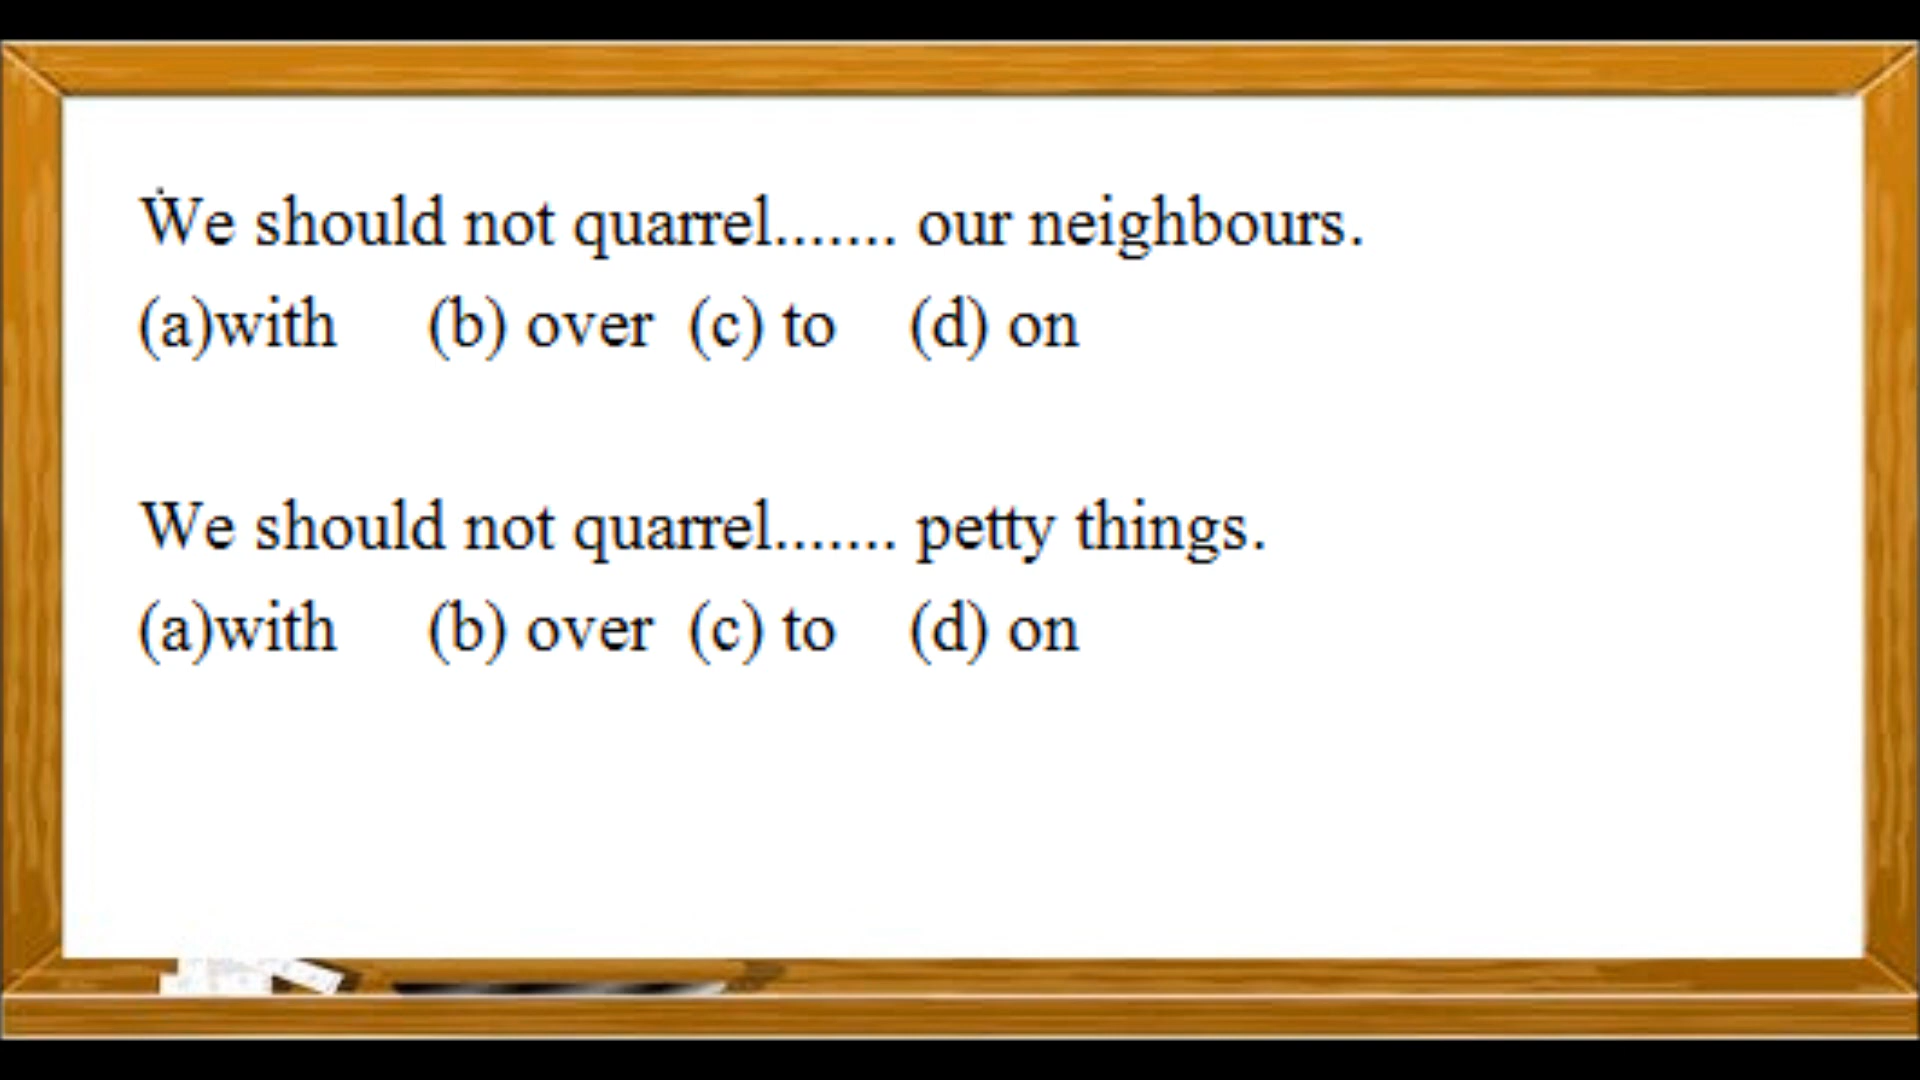 We should not quarrel....... our neighbours.
(a)with (b) over (c) to (d) on
We should not quarrel....... petty things.
(a)with (b) over (c) to (d) on